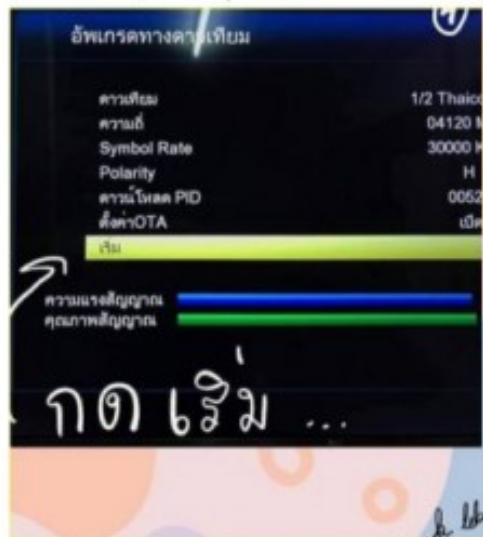 4
อัพเกรดทางดาวเทียม
ดาวเทียม 1/2 Thaico
ความถี่ 04120 M
Symbol Rate 30000 K
Polarity H
ดาวน์โหลด PID 0052
ตั้งค่าOTA เปิด
เริ่ม
ความแรงสัญญาณ
คุณภาพสัญญาณ
กด เริ่ม ...